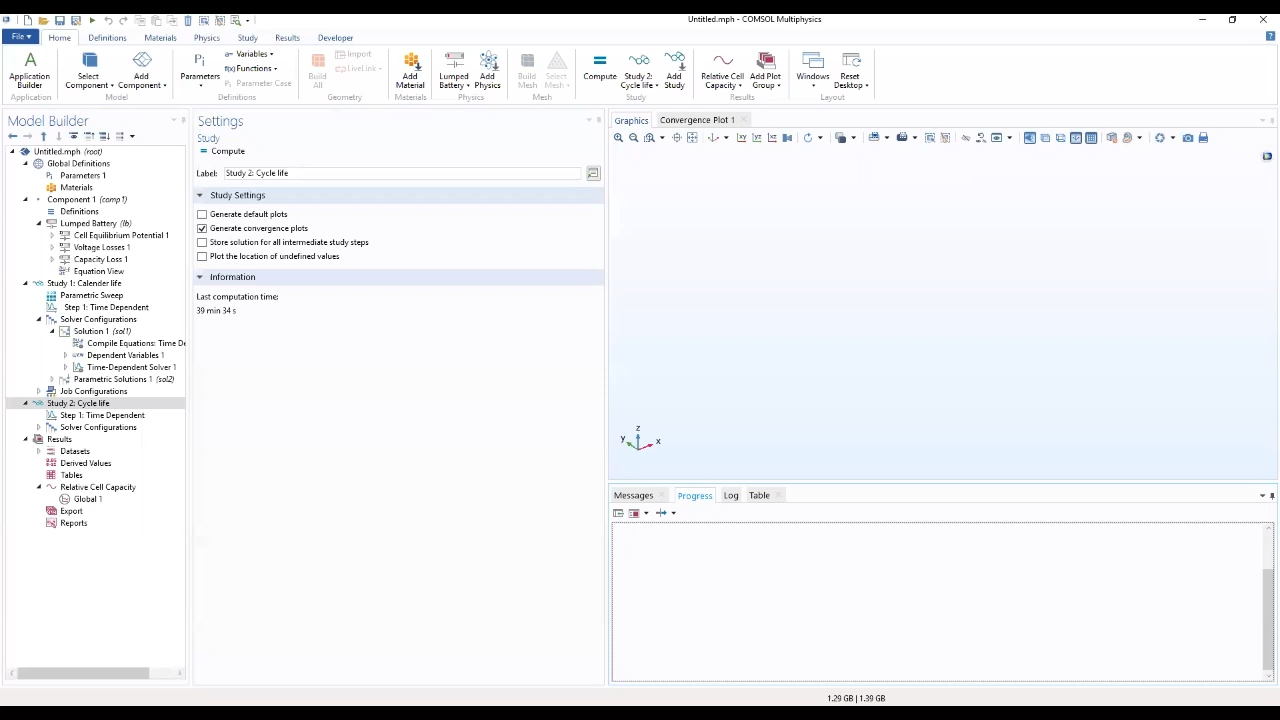 Untitled.mph - COMSOL Multiphysics
File Home Definitions Materials Physics Study Results Developer
Application Builder
Application
Select Component
Add Component
Model
Parameters
a= Variables
f(x) Functions
Parameter Case
Definitions
Build All
Import
LiveLink
Geometry
Add Material
Materials
Lumped Battery
Add Physics
Physics
Build Mesh
Select Mesh
Mesh
Compute
Study 2: Cycle life
Add Study
Study
Relative Cell Capacity
Add Plot Group
Results
Windows
Reset Desktop
Layout
Model Builder
Untitled.mph (root)
Global Definitions
Pi Parameters 1
Materials
Component 1 (comp1)
Definitions
Lumped Battery (lb)
Cell Equilibrium Potential 1
Voltage Losses 1
Capacity Loss 1
Equation View
Study 1: Calender life
Parametric Sweep
Step 1: Time Dependent
Solver Configurations
Solution 1 (sol1)
Compile Equations: Time De
Dependent Variables 1
Time-Dependent Solver 1
Parametric Solutions 1 (sol2)
Job Configurations
Study 2: Cycle life
Step 1: Time Dependent
Solver Configurations
Results
Datasets
Derived Values
Tables
Relative Cell Capacity
Global 1
Export
Reports
Settings
Study
= Compute
Label: Study 2: Cycle life
Study Settings
Generate default plots
Generate convergence plots
Store solution for all intermediate study steps
Plot the location of undefined values
Information
Last computation time:
39 min 34 s
Graphics Convergence Plot 1
z
y
x
Messages Progress Log Table
1.29 GB | 1.39 GB